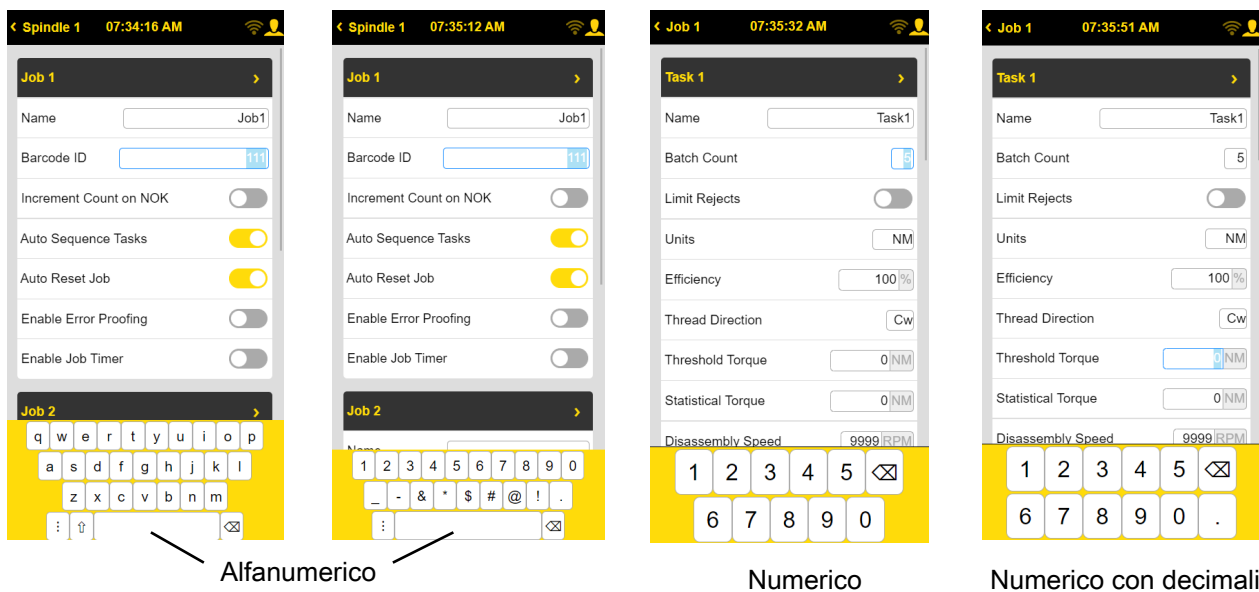 ‹ Spindle 1 07:34:16 AM
Job 1 ›
Name Job1
Barcode ID 111
Increment Count on NOK
Auto Sequence Tasks
Auto Reset Job
Enable Error Proofing
Enable Job Timer
Job 2 ›
q w e r t y u i o p
a s d f g h j k l
z x c v b n m
⋮ ⇧ ⌫
‹ Spindle 1 07:35:12 AM
Job 1 ›
Name Job1
Barcode ID 111
Increment Count on NOK
Auto Sequence Tasks
Auto Reset Job
Enable Error Proofing
Enable Job Timer
Job 2 ›
Name
1 2 3 4 5 6 7 8 9 0
_ - & * $ # @ ! .
⋮ ⌫
Alfanumerico
‹ Job 1 07:35:32 AM
Task 1 ›
Name Task1
Batch Count 5
Limit Rejects
Units NM
Efficiency 100 %
Thread Direction Cw
Threshold Torque 0 NM
Statistical Torque 0 NM
Disassembly Speed 9999 RPM
1 2 3 4 5 ⌫
6 7 8 9 0
Numerico
‹ Job 1 07:35:51 AM
Task 1 ›
Name Task1
Batch Count 5
Limit Rejects
Units NM
Efficiency 100 %
Thread Direction Cw
Threshold Torque 0 NM
Statistical Torque 0 NM
Disassembly Speed 9999 RPM
1 2 3 4 5 ⌫
6 7 8 9 0 .
Numerico con decimali